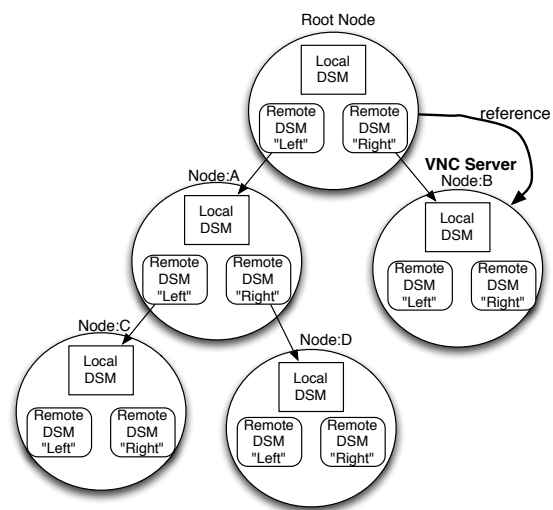 Root Node
Local
DSM
Remote
DSM
"Left"
Remote
DSM
"Right"
reference
VNC Server
Node:A
Local
DSM
Remote
DSM
"Left"
Remote
DSM
"Right"
Node:B
Local
DSM
Remote
DSM
"Left"
Remote
DSM
"Right"
Node:C
Local
DSM
Remote
DSM
"Left"
Remote
DSM
"Right"
Node:D
Local
DSM
Remote
DSM
"Left"
Remote
DSM
"Right"